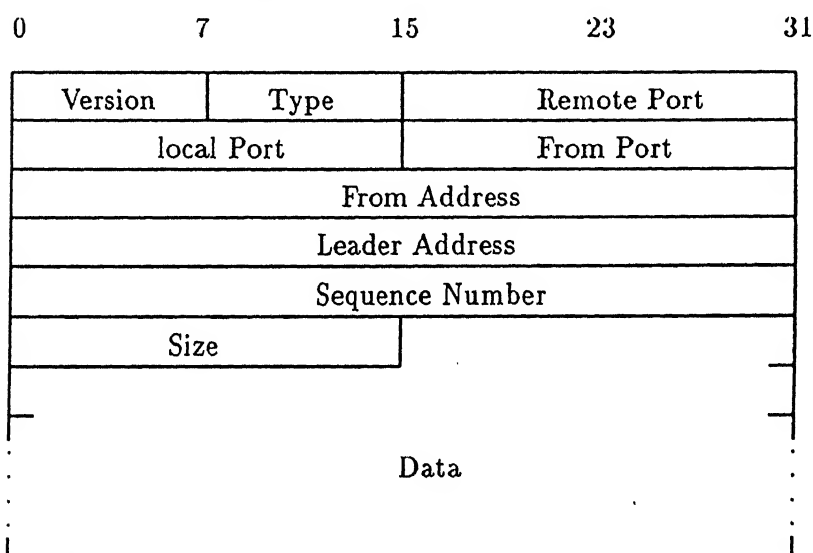 0 7 15 23 31
Version Type Remote Port
local Port From Port
From Address
Leader Address
Sequence Number
Size
Data